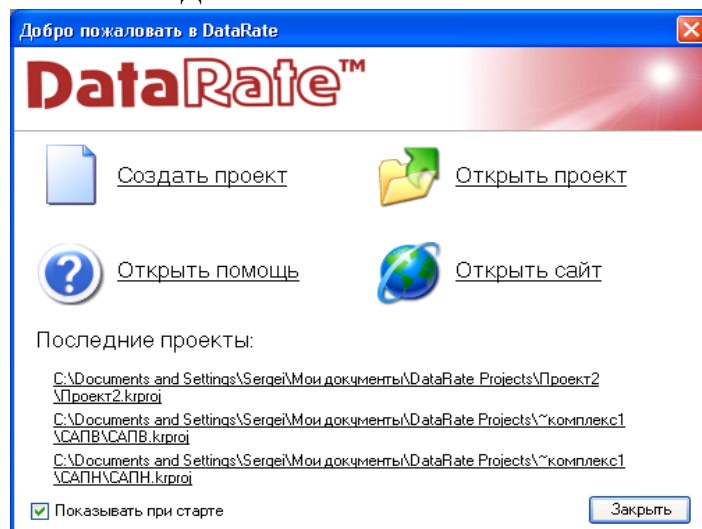 Добро пожаловать в DataRate
DataRate™
Создать проект
Открыть проект
Открыть помощь
Открыть сайт
Последние проекты:
C:\Documents and Settings\Sergei\Мои документы\DataRate Projects\Проект2
\Проект2.krproj
C:\Documents and Settings\Sergei\Мои документы\DataRate Projects\~комплекс1
\САПВ\САПВ.krproj
C:\Documents and Settings\Sergei\Мои документы\DataRate Projects\~комплекс1
\САПН\САПН.krproj
Показывать при старте
Закрыть